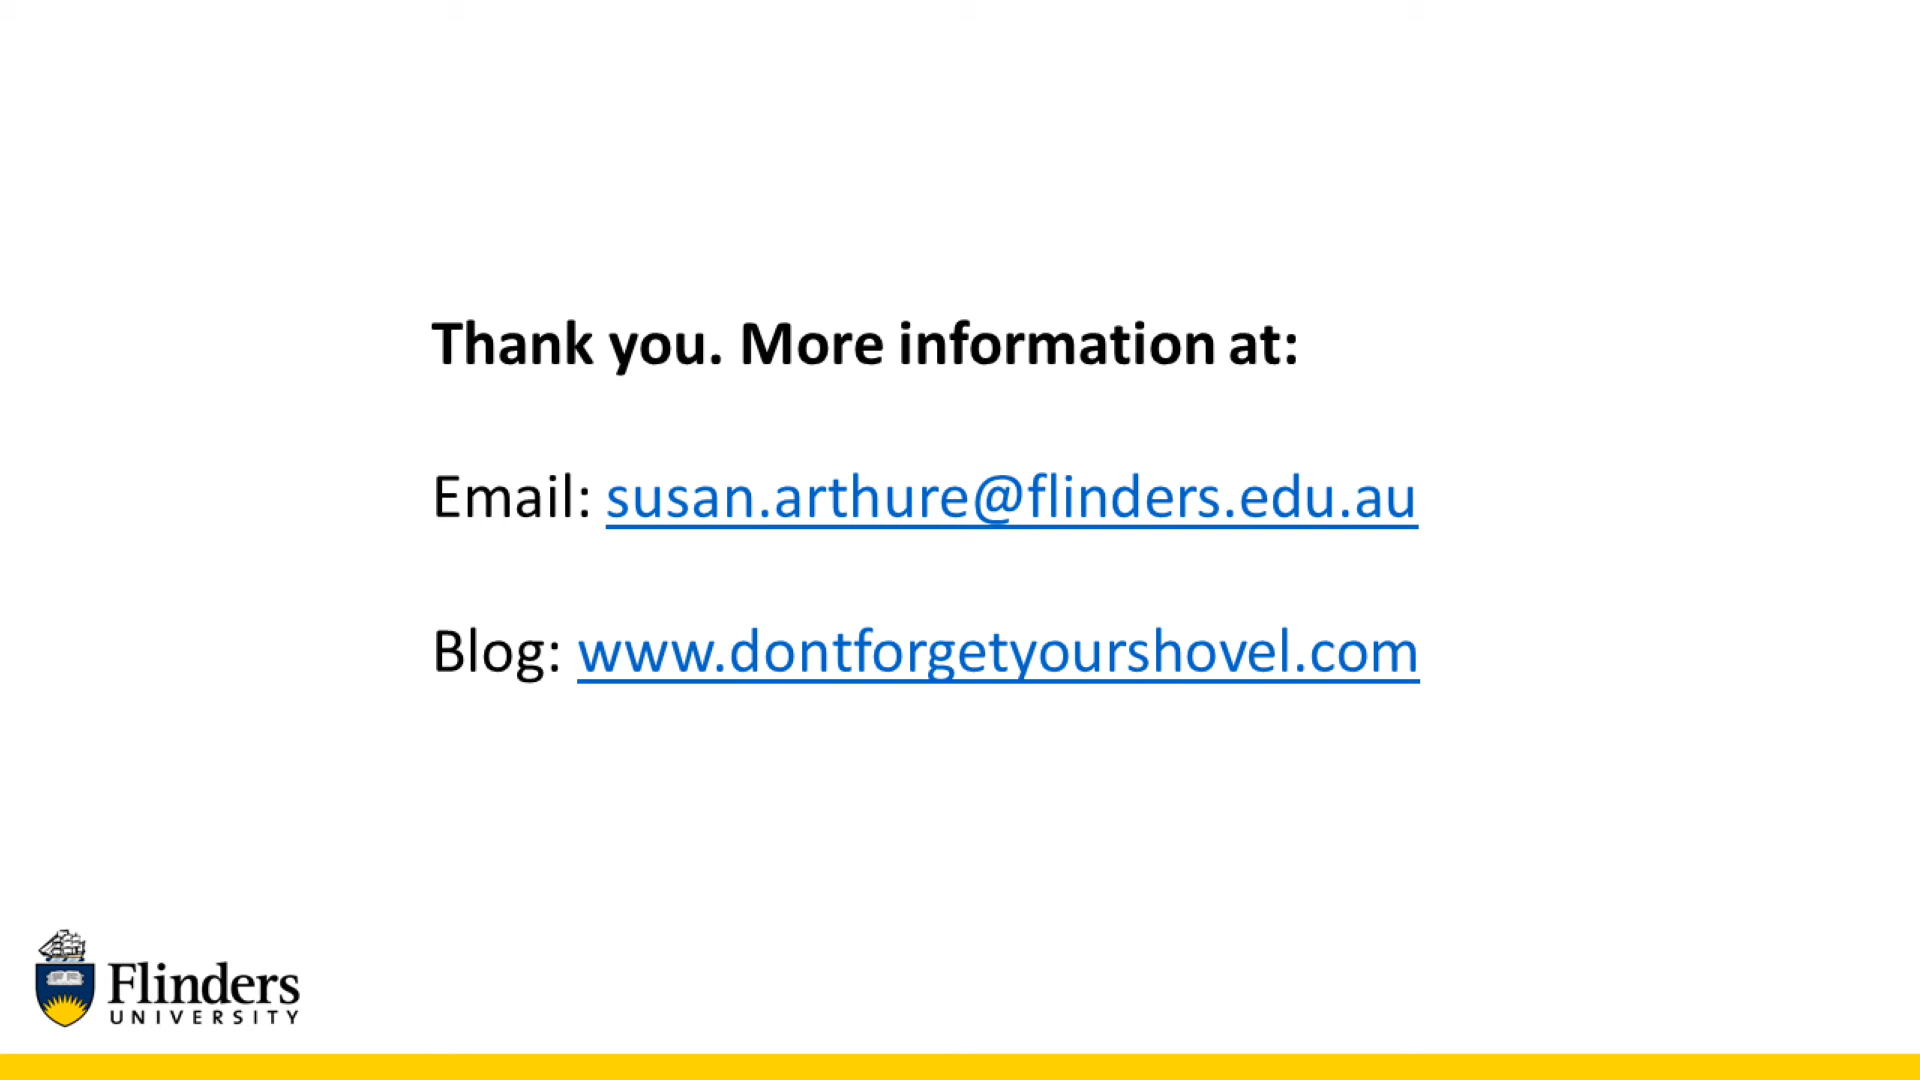 Thank you. More information at:
Email: susan.arthure@flinders.edu.au
Blog: www.dontforgetyourshovel.com
Flinders
UNIVERSITY